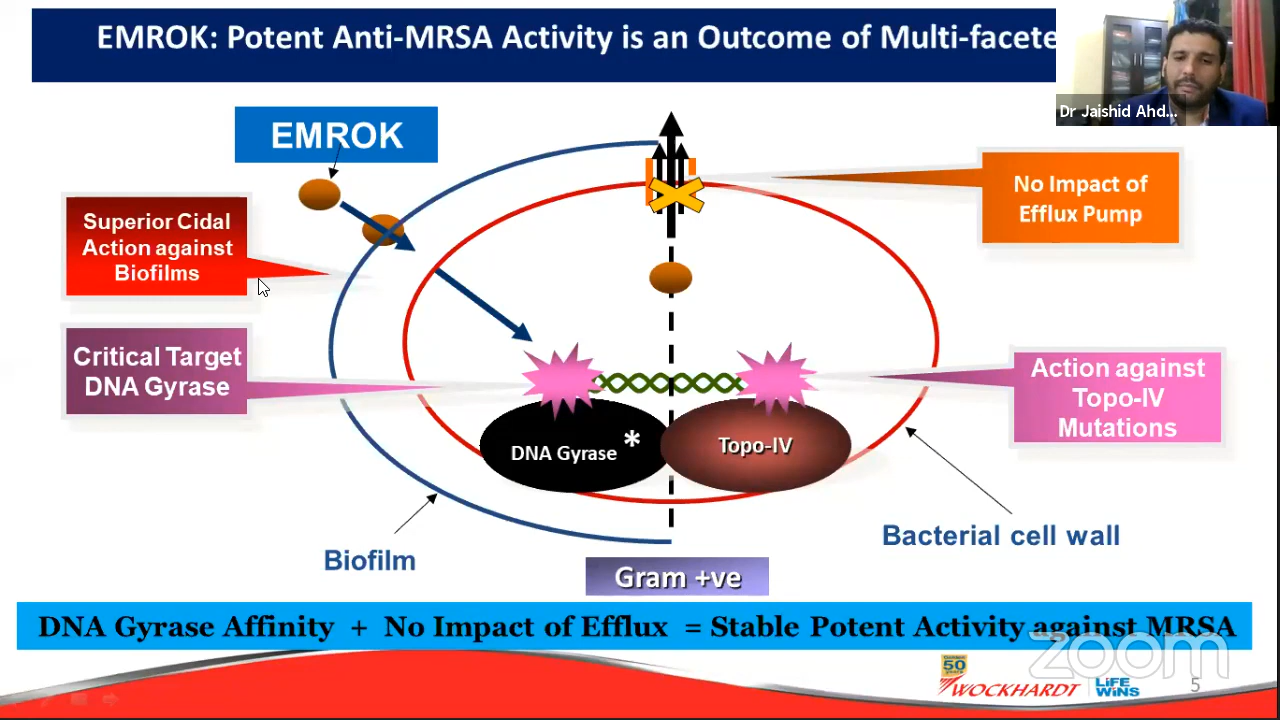 EMROK: Potent Anti-MRSA Activity is an Outcome of Multi-facete
Dr Jaishid Ahd...
EMROK
No Impact of
Efflux Pump
Superior Cidal
Action against
Biofilms
Critical Target
DNA Gyrase
Action against
Topo-IV
Mutations
DNA Gyrase *
Topo-IV
Biofilm
Bacterial cell wall
Gram +ve
DNA Gyrase Affinity + No Impact of Efflux = Stable Potent Activity against MRSA
zoom
Golden
50
YEARS
WOCKHARDT
LIFE
WINS
5